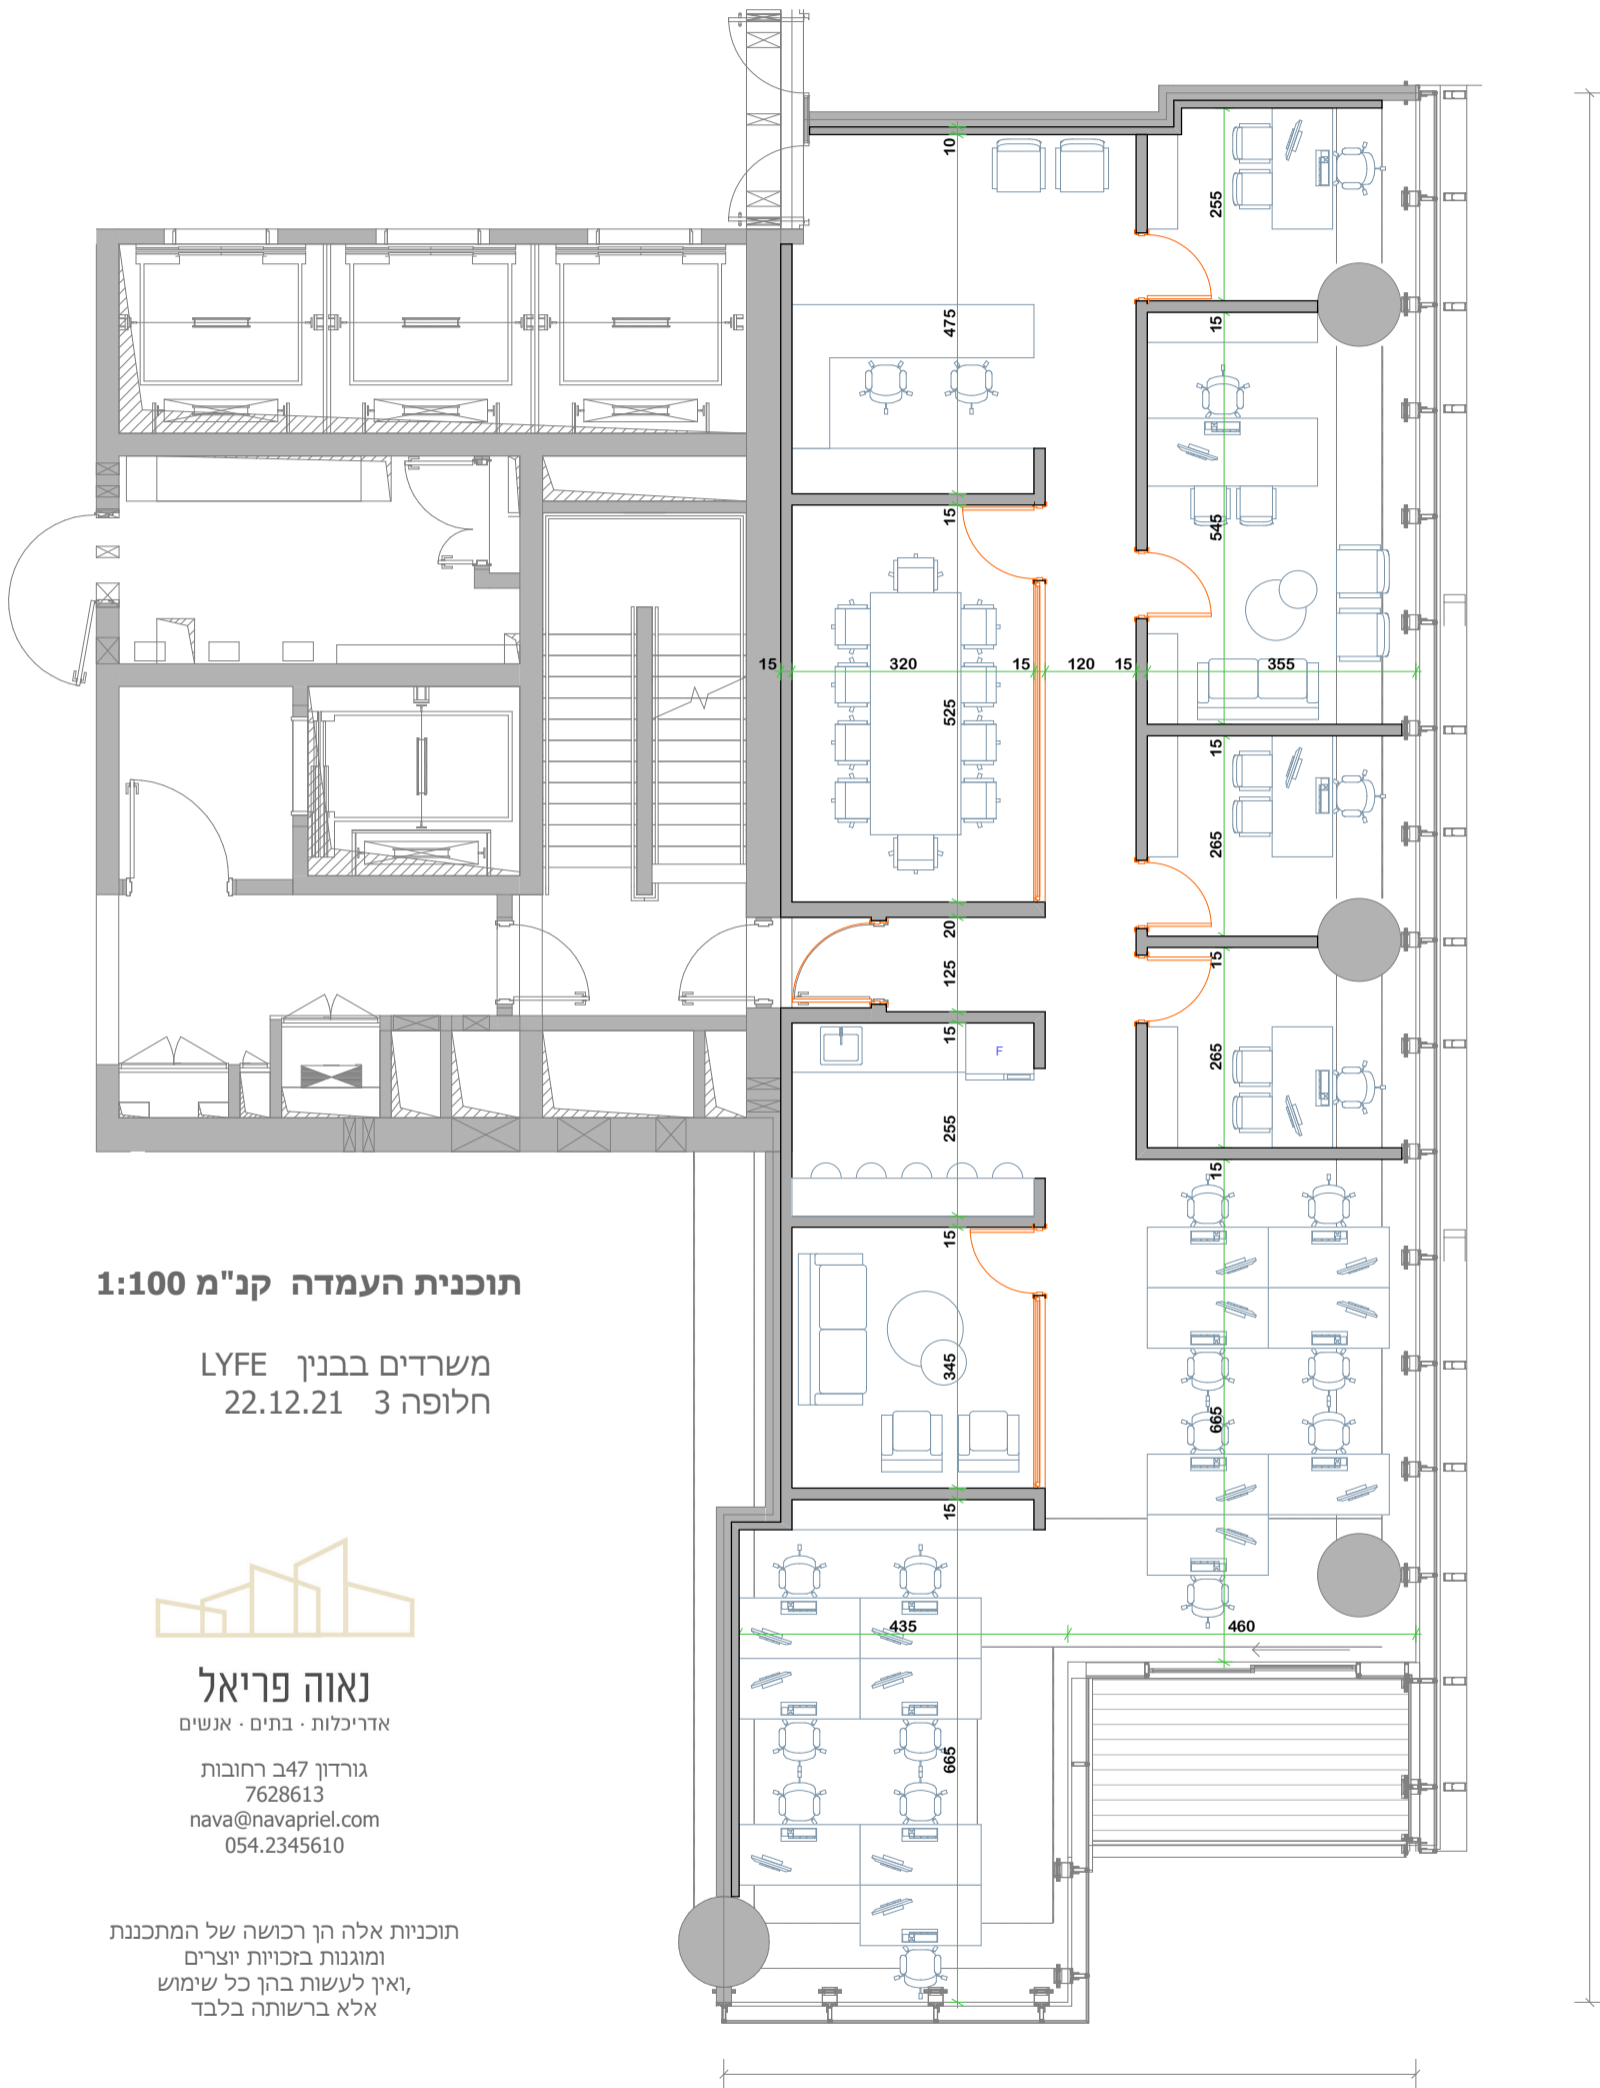 10
255
475
15
15
545
15
320
15
120
15
355
525
15
265
20
15
125
15
F
265
255
15
15
345
665
15
435
460
665
תוכנית העמדה קנ"מ 1:100
משרדים בבנין LYFE
חלופה 3 22.12.21
נאוה פריאל
אדריכלות · בתים · אנשים
גורדון 47ב רחובות
7628613
nava@navapriel.com
054.2345610
תוכניות אלה הן רכושה של המתכננת
ומוגנות בזכויות יוצרים
,ואין לעשות בהן כל שימוש
אלא ברשותה בלבד